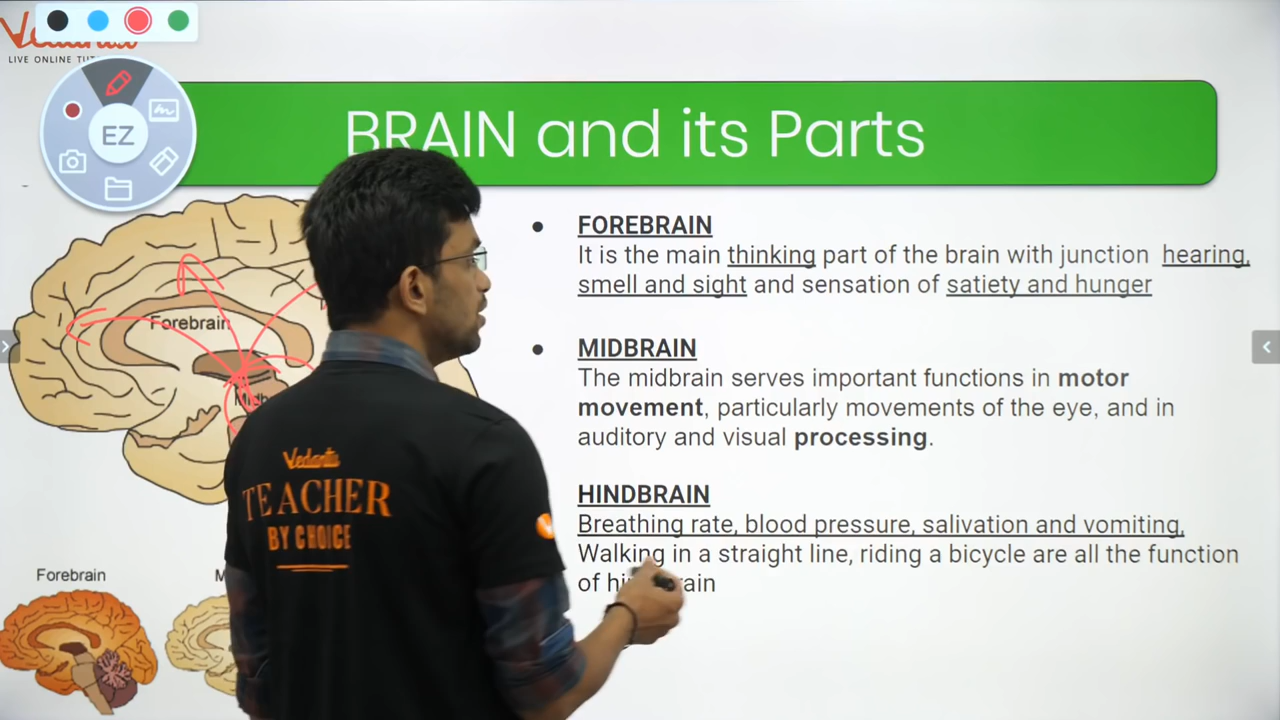 Vedantu
LIVE ONLINE
EZ
BRAIN and its Parts
FOREBRAIN
It is the main thinking part of the brain with junction hearing,
smell and sight and sensation of satiety and hunger
MIDBRAIN
The midbrain serves important functions in motor
movement, particularly movements of the eye, and in
auditory and visual processing.
HINDBRAIN
Breathing rate, blood pressure, salivation and vomiting,
Walking in a straight line, riding a bicycle are all the function
of
Forebrain
Vedantu
TEACHER
BY CHOICE
Forebrain